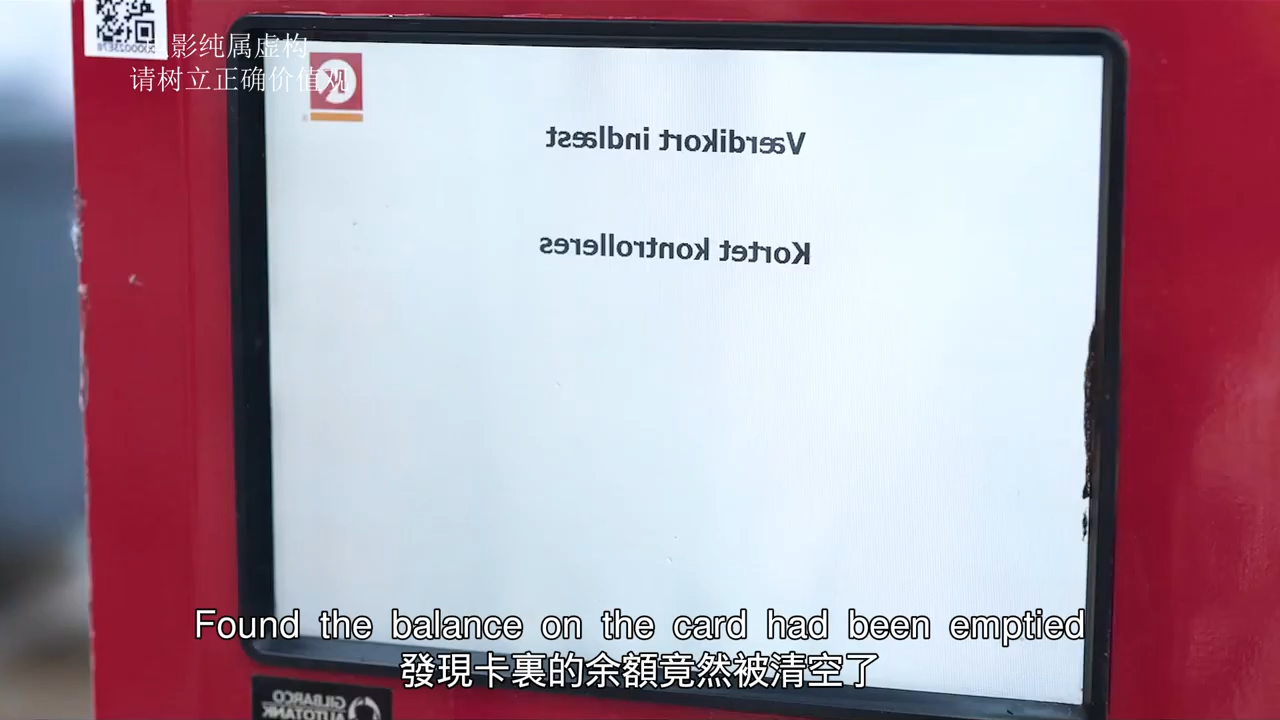 影纯属虚构
请树立正确价值观
Værdikort indlæst
Kortet kontrolleres
Found the balance on the card had been emptied
發現卡裏的余額竟然被清空了
GILBARCO
AUTOTANK